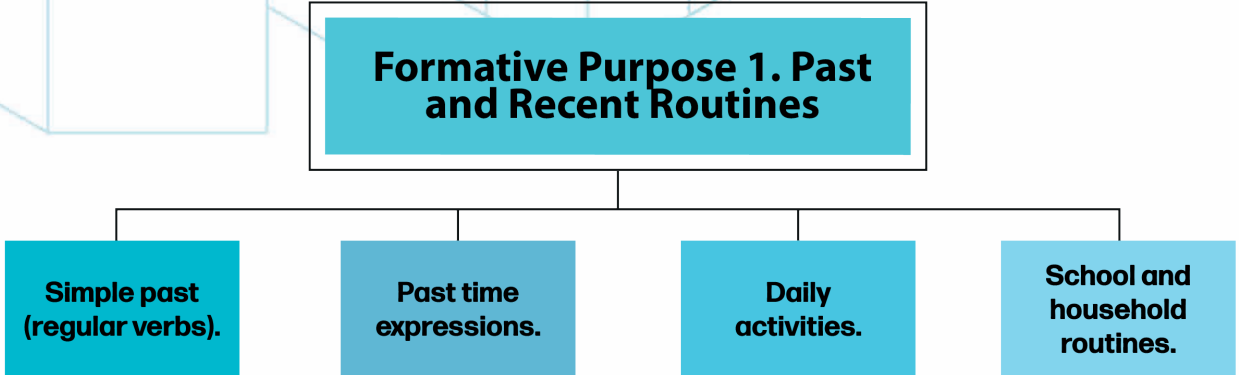 Formative Purpose 1. Past
and Recent Routines
Simple past
(regular verbs).
Past time
expressions.
Daily
activities.
School and
household
routines.